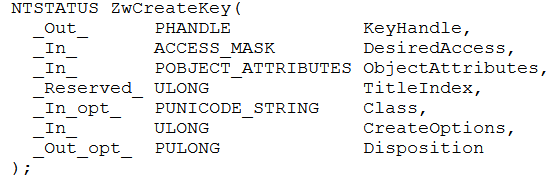 NTSTATUS ZwCreateKey(
  _Out_      PHANDLE            KeyHandle,
  _In_       ACCESS_MASK        DesiredAccess,
  _In_       POBJECT_ATTRIBUTES ObjectAttributes,
  _Reserved_ ULONG              TitleIndex,
  _In_opt_   PUNICODE_STRING    Class,
  _In_       ULONG              CreateOptions,
  _Out_opt_  PULONG             Disposition
);